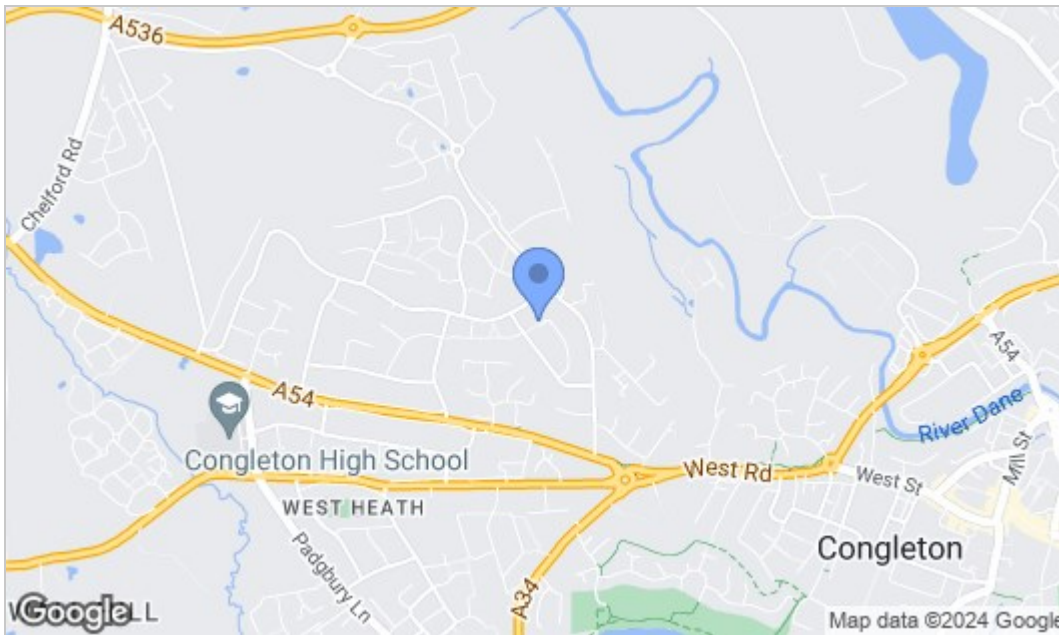 A536
Chelford Rd
A54
A54
River Dane
Mill St
Congleton High School
West Rd
West St
WEST HEATH
Padgbury Ln
A34
Congleton
Google
LL
Map data ©2024 Google